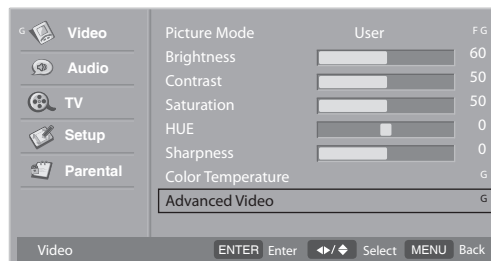 G Video
Audio
TV
Setup
Parental
Picture Mode User F G
Brightness 60
Contrast 50
Saturation 50
HUE 0
Sharpness 0
Color Temperature G
Advanced Video G
Video ENTER Enter / Select MENU Back